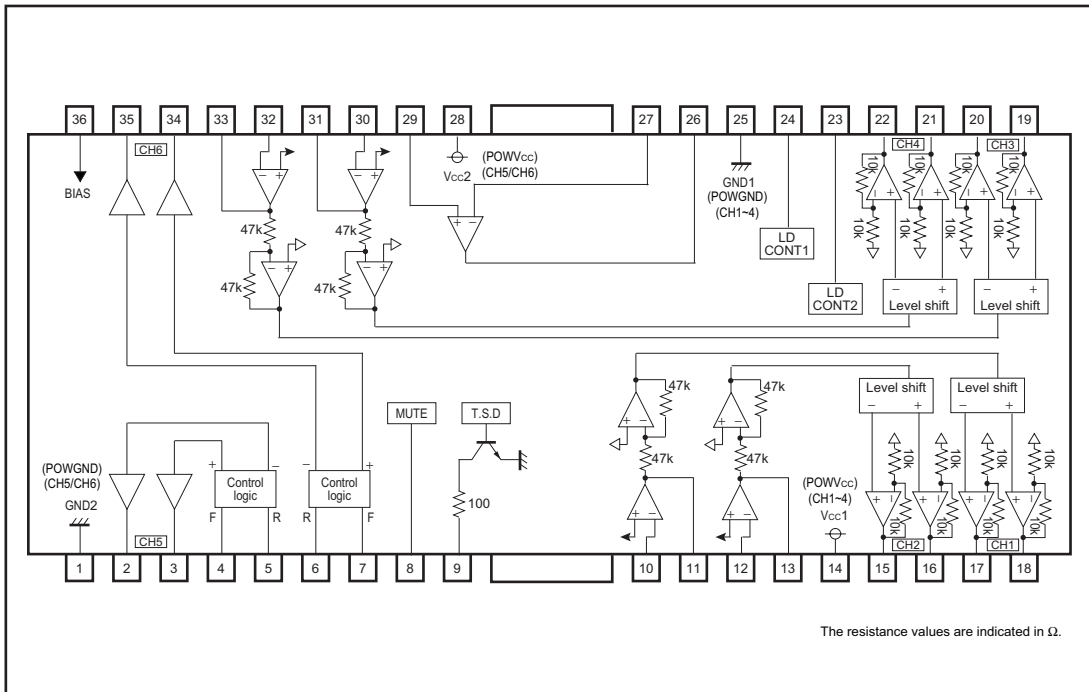 36 35 34 33 32 31 30 29 28 27 26 25 24 23 22 21 20 19
CH6
CH4
CH3
BIAS
(POWVcc)
(CH5/CH6)
Vcc2
GND1
(POWGND)
(CH1~4)
10k 10k 10k 10k
10k 10k 10k 10k
47k
47k
47k
47k
LD
CONT1
LD
CONT2
+ −
− +
− +
− +
− +
Level shift
− +
Level shift
47k
47k
Level shift
− +
Level shift
− +
MUTE
T.S.D
(POWGND)
(CH5/CH6)
GND2
+ −
Control
logic
F R
− +
Control
logic
R F
100
47k
47k
(POWVcc)
(CH1~4)
Vcc1
10k 10k 10k 10k
10k 10k 10k 10k
CH5
CH2
CH1
1 2 3 4 5 6 7 8 9 10 11 12 13 14 15 16 17 18
The resistance values are indicated in Ω.